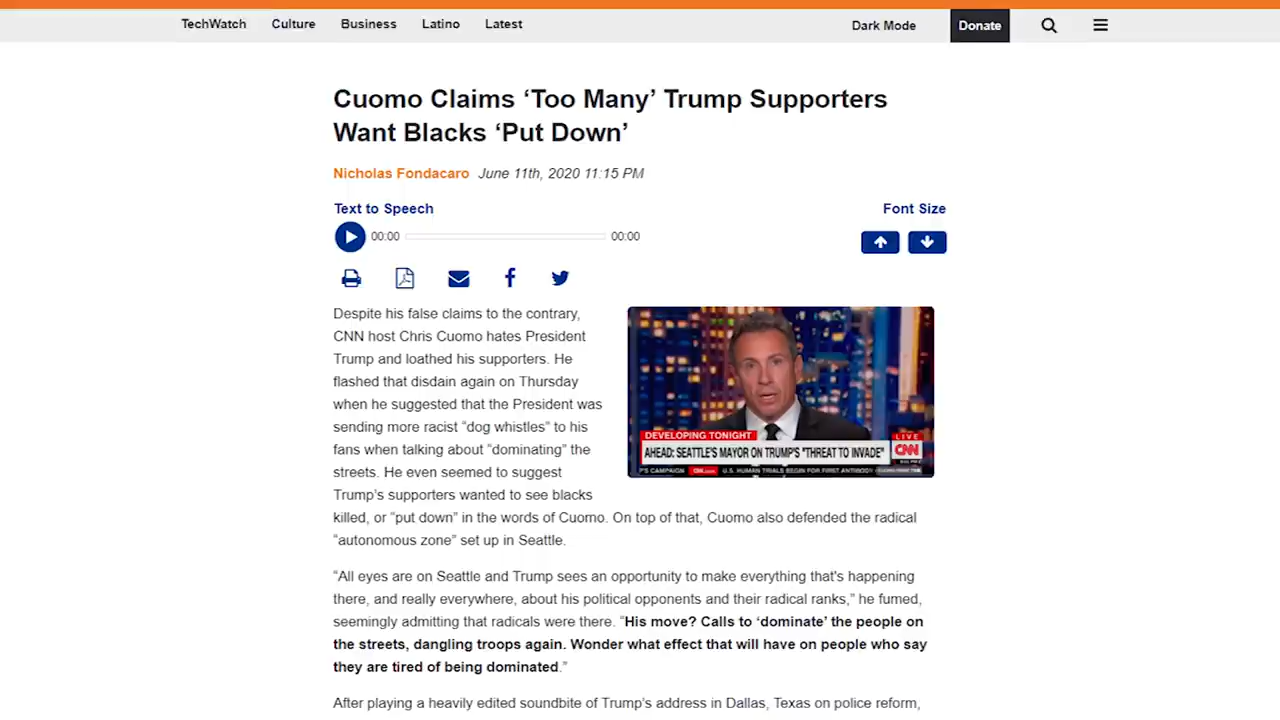 TechWatch Culture Business Latino Latest Dark Mode Donate
Cuomo Claims ‘Too Many’ Trump Supporters
Want Blacks ‘Put Down’
Nicholas Fondacaro June 11th, 2020 11:15 PM
Text to Speech Font Size
00:00 00:00
Despite his false claims to the contrary,
CNN host Chris Cuomo hates President
Trump and loathed his supporters. He
flashed that disdain again on Thursday
when he suggested that the President was
sending more racist “dog whistles” to his
fans when talking about “dominating” the
streets. He even seemed to suggest
Trump’s supporters wanted to see blacks
killed, or “put down” in the words of Cuomo. On top of that, Cuomo also defended the radical
“autonomous zone” set up in Seattle.
DEVELOPING TONIGHT
LIVE
AHEAD: SEATTLE'S MAYOR ON TRUMP'S "THREAT TO INVADE"
CNN
'S CAMPAIGN CNN.com U.S. HUMAN TRIALS BEGIN FOR FIRST ANTIBODY
“All eyes are on Seattle and Trump sees an opportunity to make everything that's happening
there, and really everywhere, about his political opponents and their radical ranks,” he fumed,
seemingly admitting that radicals were there. “His move? Calls to ‘dominate’ the people on
the streets, dangling troops again. Wonder what effect that will have on people who say
they are tired of being dominated.”
After playing a heavily edited soundbite of Trump’s address in Dallas, Texas on police reform,